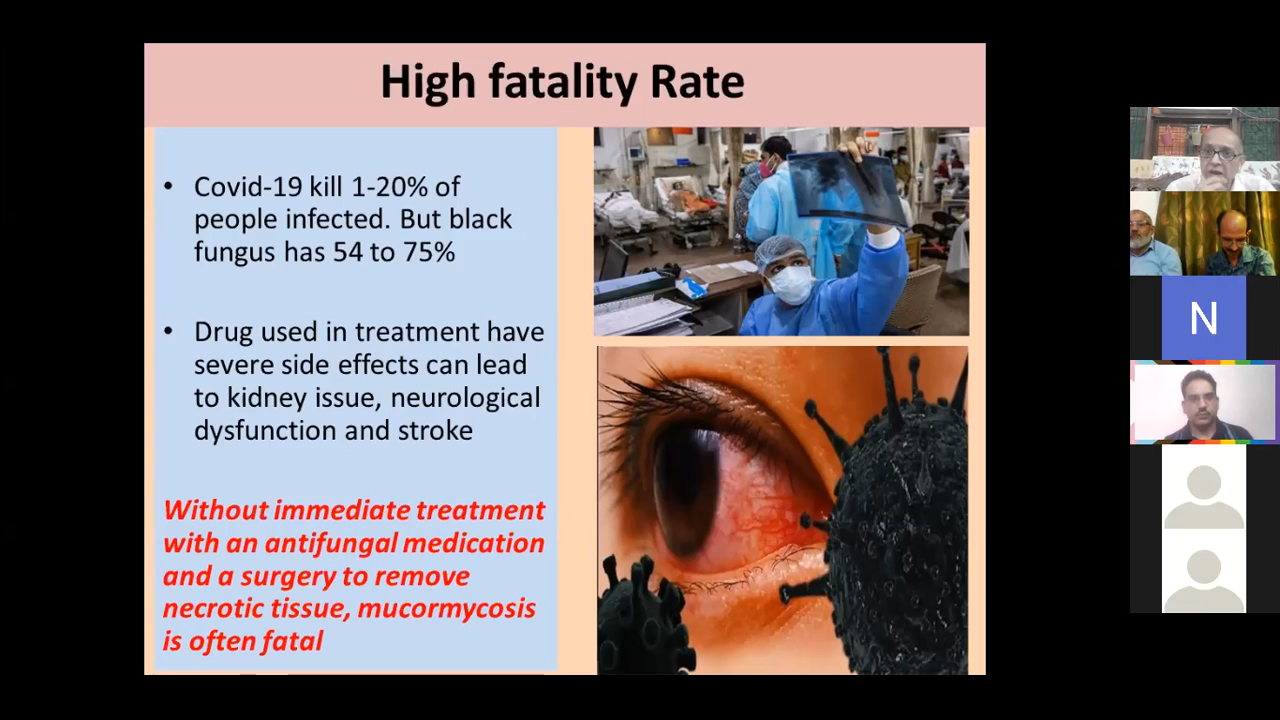 High fatality Rate
• Covid-19 kill 1-20% of
people infected. But black
fungus has 54 to 75%
• Drug used in treatment have
severe side effects can lead
to kidney issue, neurological
dysfunction and stroke
Without immediate treatment
with an antifungal medication
and a surgery to remove
necrotic tissue, mucormycosis
is often fatal
N